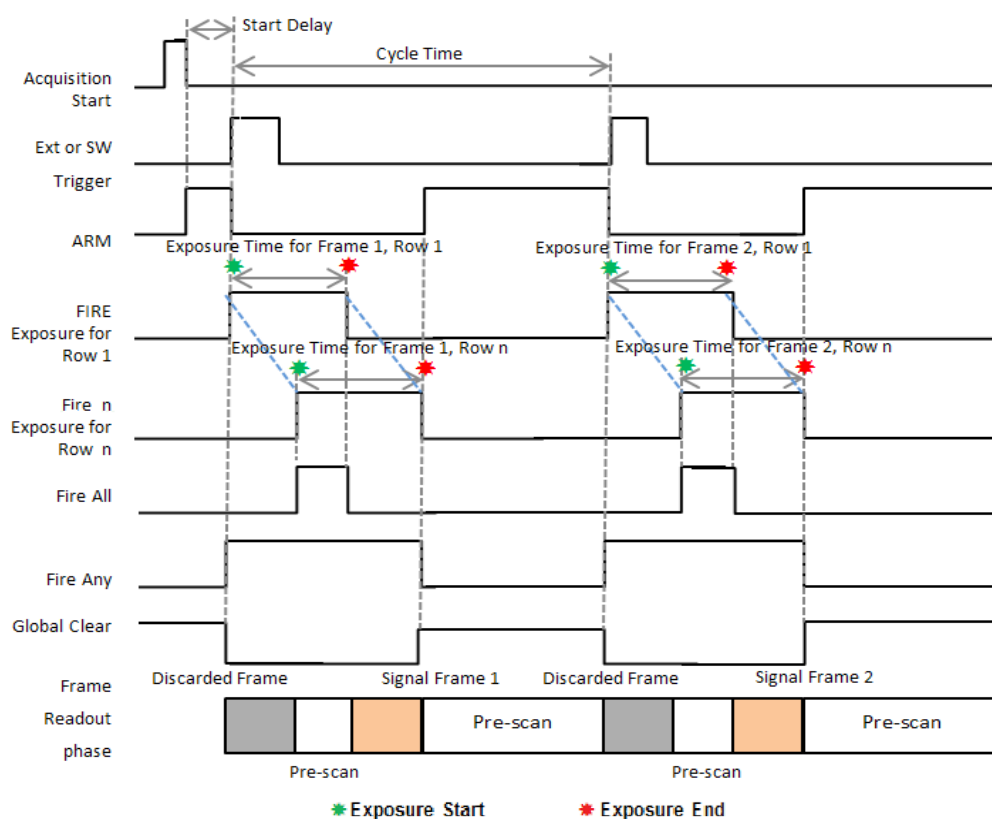 Start Delay
Cycle Time
Acquisition
Start
Ext or SW
Trigger
ARM
Exposure Time for Frame 1, Row 1
Exposure Time for Frame 2, Row 1
FIRE
Exposure for
Row 1
Exposure Time for Frame 1, Row n
Exposure Time for Frame 2, Row n
Fire n
Exposure for
Row n
Fire All
Fire Any
Global Clear
Discarded Frame
Signal Frame 1
Discarded Frame
Signal Frame 2
Frame
Readout
phase
Pre-scan
Pre-scan
Pre-scan
Pre-scan
Exposure Start
Exposure End